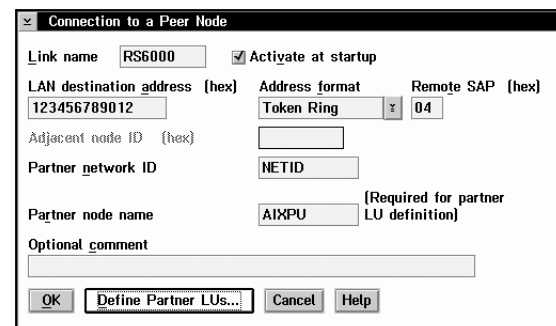 Connection to a Peer Node
Link name RS6000 Activate at startup
LAN destination address (hex) Address format Remote SAP (hex)
123456789012 Token Ring 04
Adjacent node ID (hex)
Partner network ID NETID
(Required for partner
Partner node name AIXPU LU definition)
Optional comment
OK Define Partner LUs... Cancel Help